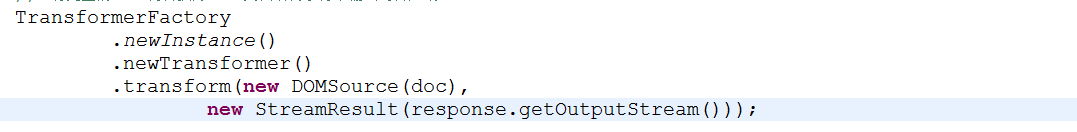 TransformerFactory
.newInstance()
.newTransformer()
.transform(new DOMSource(doc),
new StreamResult(response.getOutputStream()));